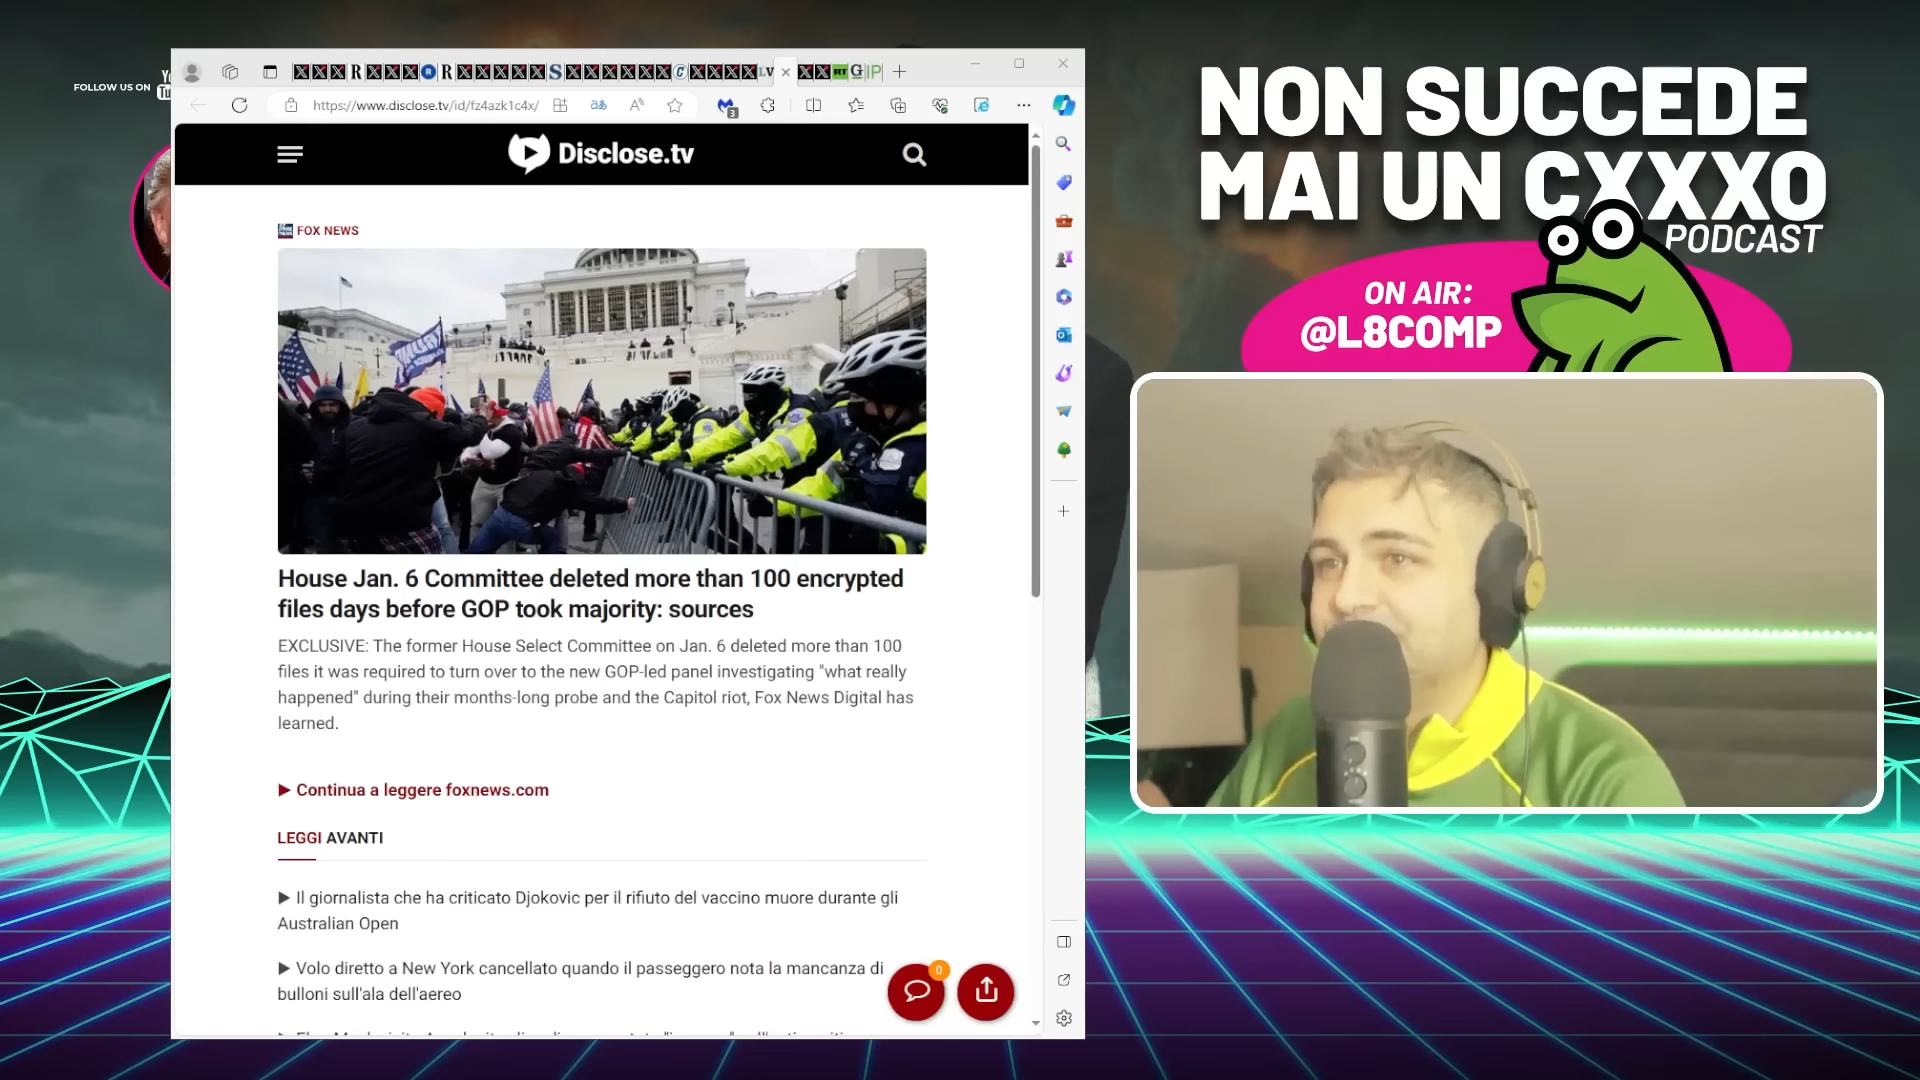 FOLLOW US ON
https://www.disclose.tv/id/fz4azk1c4x/
3
Disclose.tv
FOX NEWS
House Jan. 6 Committee deleted more than 100 encrypted
files days before GOP took majority: sources
EXCLUSIVE: The former House Select Committee on Jan. 6 deleted more than 100
files it was required to turn over to the new GOP-led panel investigating "what really
happened" during their months-long probe and the Capitol riot, Fox News Digital has
learned.
▶ Continua a leggere foxnews.com
LEGGI AVANTI
▶ Il giornalista che ha criticato Djokovic per il rifiuto del vaccino muore durante gli
Australian Open
▶ Volo diretto a New York cancellato quando il passeggero nota la mancanza di
bulloni sull'ala dell'aereo
0
NON SUCCEDE
MAI UN CXXXO
PODCAST
ON AIR:
@L8COMP